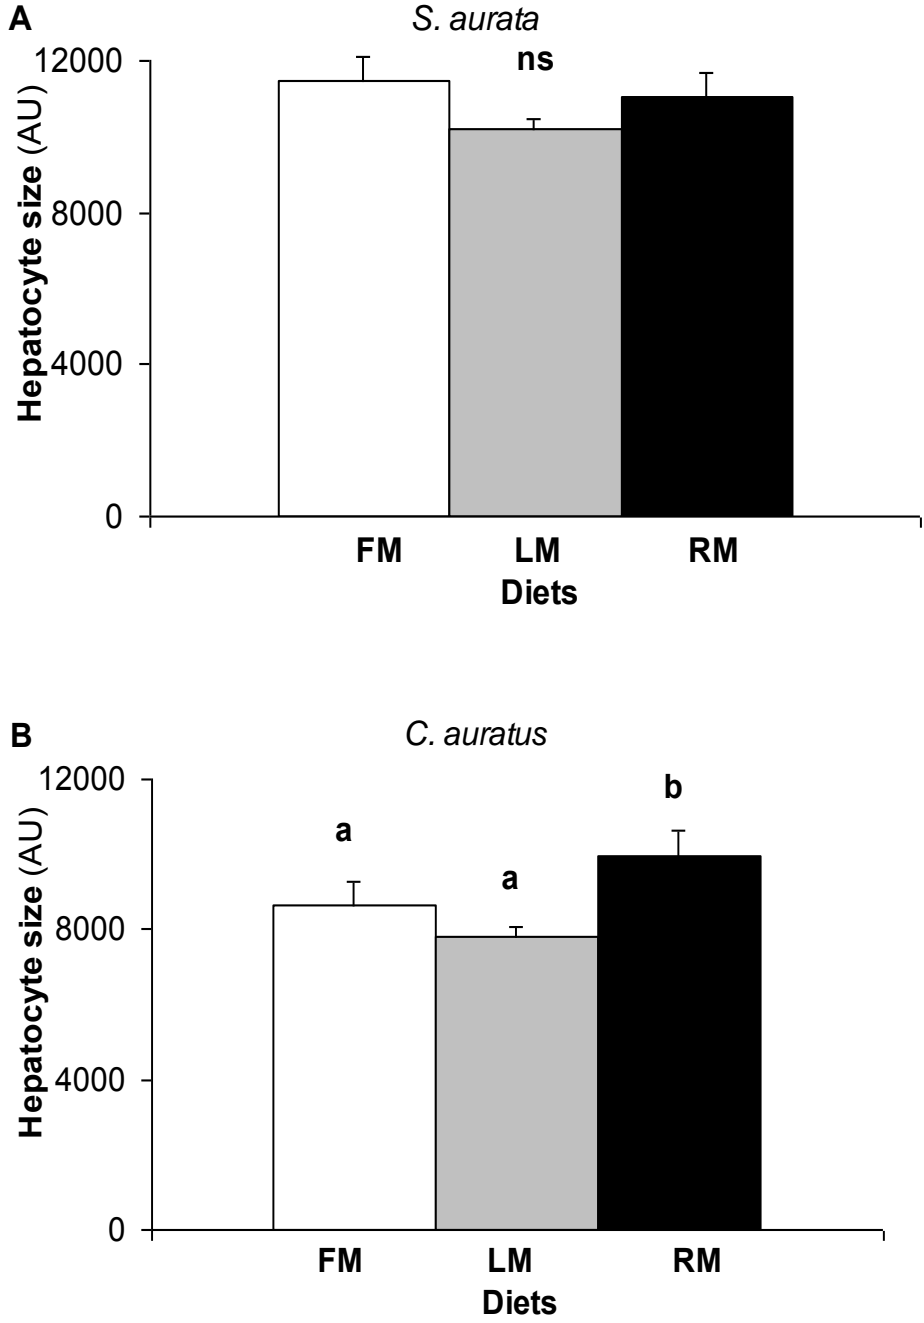 A
S. aurata
12000
ns
8000
4000
0
Hepatocyte size (AU)
FM LM RM
Diets
B
C. auratus
12000
b
a
a
8000
4000
0
Hepatocyte size (AU)
FM LM RM
Diets